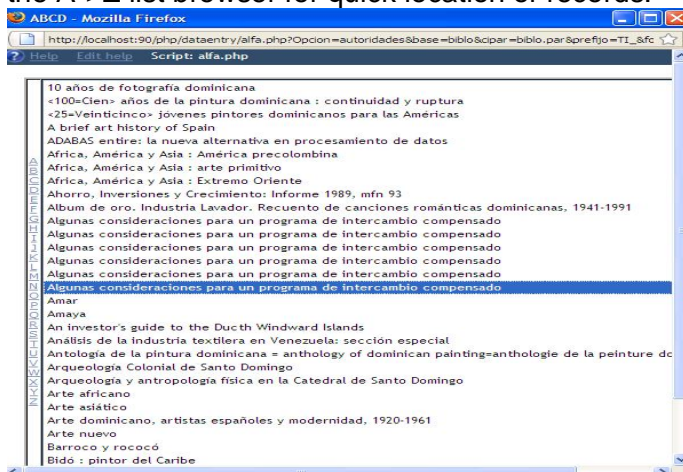 the A->Z list browser for quick location of records.
ABCD - Mozilla Firefox
http://localhost:90/php/dataentry/alfa.php?Opcion=autoridades&base=biblo&cipar=biblo.par&prefijo=TI_&fc
Help Edit help Script: alfa.php
10 años de fotografía dominicana
<100=Cien> años de la pintura dominicana : continuidad y ruptura
<25=Veinticinco> jóvenes pintores dominicanos para las Américas
A brief art history of Spain
ADABAS entire: la nueva alternativa en procesamiento de datos
Africa, América y Asia : América precolombina
Africa, América y Asia : arte primitivo
Africa, América y Asia : Extremo Oriente
Ahorro, Inversiones y Crecimiento: Informe 1989, mfn 93
Album de oro. Industria Lavador. Recuento de canciones románticas dominicanas, 1941-1991
Algunas consideraciones para un programa de intercambio compensado
Algunas consideraciones para un programa de intercambio compensado
Algunas consideraciones para un programa de intercambio compensado
Algunas consideraciones para un programa de intercambio compensado
Algunas consideraciones para un programa de intercambio compensado
Algunas consideraciones para un programa de intercambio compensado
Amar
Amaya
An investor's guide to the Ducth Windward Islands
Análisis de la industria textilera en Venezuela: sección especial
Antología de la pintura dominicana = anthology of dominican painting=anthologie de la peinture do
Arqueología Colonial de Santo Domingo
Arqueología y antropología física en la Catedral de Santo Domingo
Arte africano
Arte asiático
Arte dominicano, artistas españoles y modernidad, 1920-1961
Arte nuevo
Barroco y rococó
Bidó : pintor del Caribe
A
B
C
D
E
F
G
H
I
J
K
L
M
N
O
P
Q
R
S
T
U
V
W
X
Y
Z